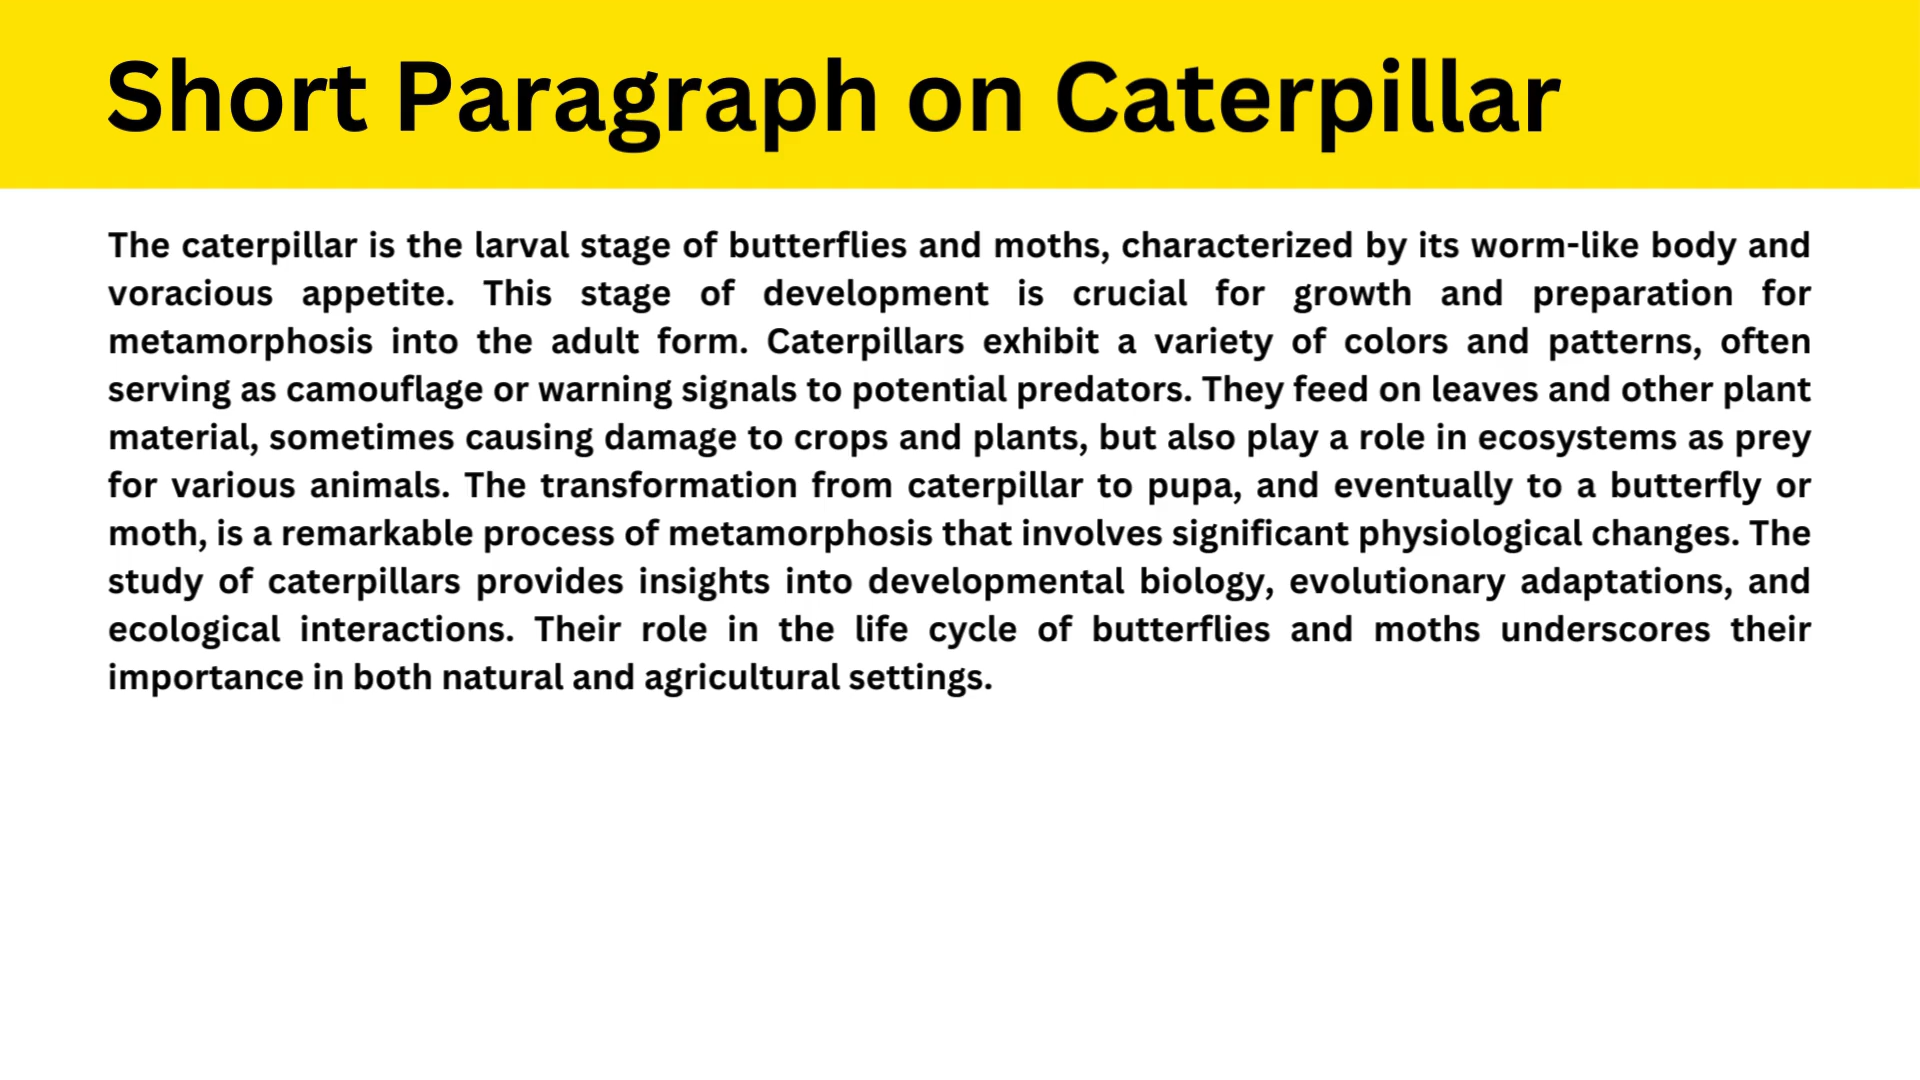 Short Paragraph on Caterpillar
The caterpillar is the larval stage of butterflies and moths, characterized by its worm-like body and
voracious appetite. This stage of development is crucial for growth and preparation for
metamorphosis into the adult form. Caterpillars exhibit a variety of colors and patterns, often
serving as camouflage or warning signals to potential predators. They feed on leaves and other plant
material, sometimes causing damage to crops and plants, but also play a role in ecosystems as prey
for various animals. The transformation from caterpillar to pupa, and eventually to a butterfly or
moth, is a remarkable process of metamorphosis that involves significant physiological changes. The
study of caterpillars provides insights into developmental biology, evolutionary adaptations, and
ecological interactions. Their role in the life cycle of butterflies and moths underscores their
importance in both natural and agricultural settings.